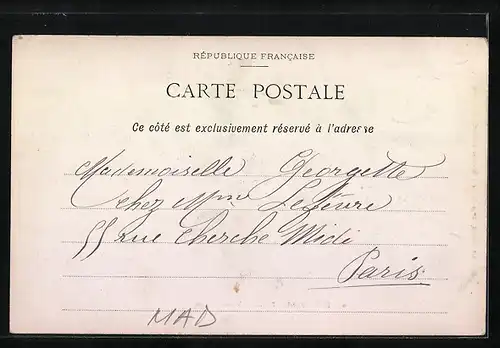 RÉPUBLIQUE FRANÇAISE
CARTE POSTALE
Ce côté est exclusivement réservé à l'adresse
Mademoiselle Georgette
chez Mme Lefèvre
55 rue Cherche Midi
Paris
MAD